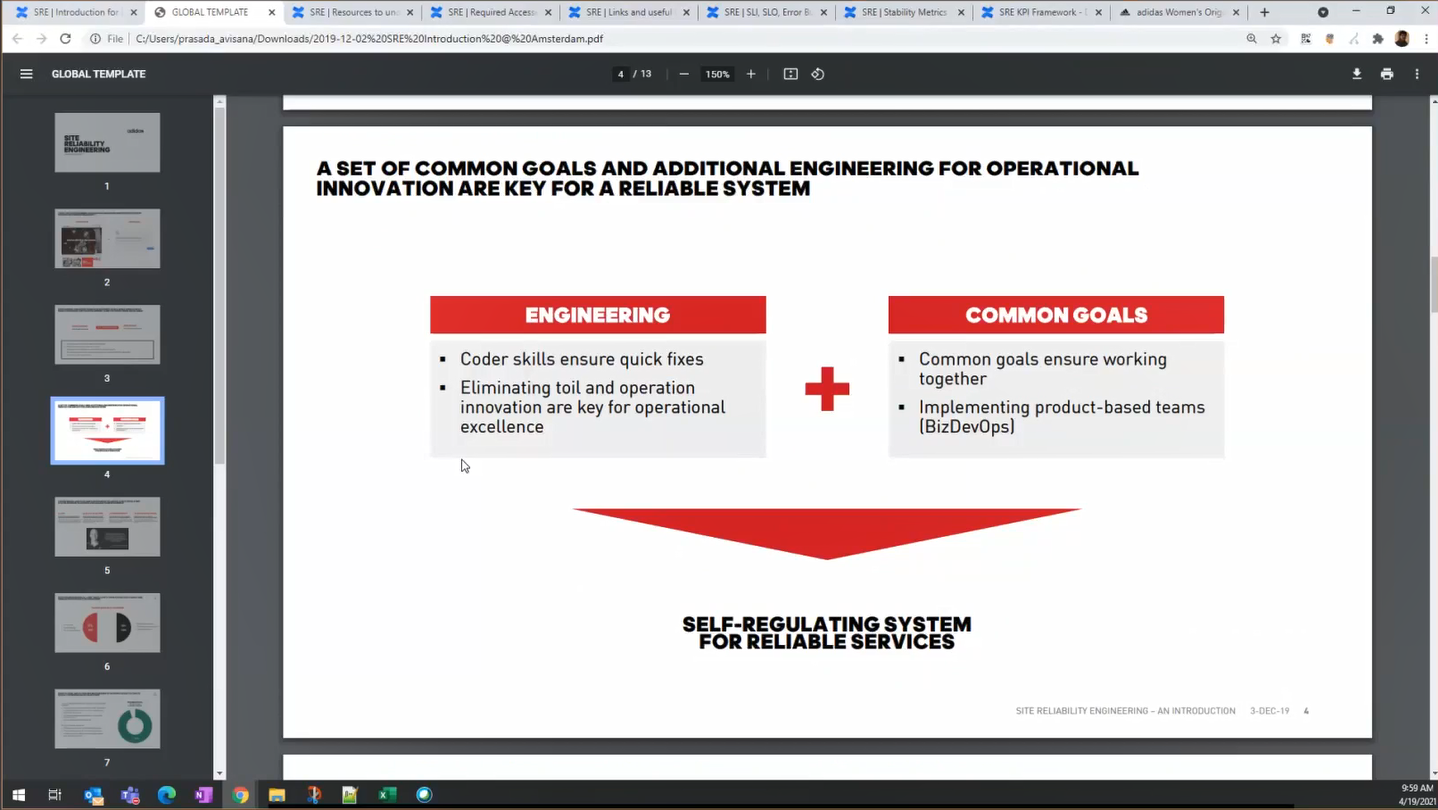 SRE | Introduction for
GLOBAL TEMPLATE
SRE | Resources to un
SRE | Required Access
SRE | Links and useful
SRE | SLI, SLO, Error B
SRE | Stability Metrics
SRE KPI Framework -
adidas Women's Orig
File
C:/Users/prasada_avisana/Downloads/2019-12-02%20SRE%20Introduction%20@%20Amsterdam.pdf
GLOBAL TEMPLATE
4 / 13
150%
SITE
RELIABILITY
ENGINEERING
adidas
1
2
3
4
5
6
7
A SET OF COMMON GOALS AND ADDITIONAL ENGINEERING FOR OPERATIONAL
INNOVATION ARE KEY FOR A RELIABLE SYSTEM
ENGINEERING
▪ Coder skills ensure quick fixes
▪ Eliminating toil and operation
innovation are key for operational
excellence
COMMON GOALS
▪ Common goals ensure working
together
▪ Implementing product-based teams
(BizDevOps)
SELF-REGULATING SYSTEM
FOR RELIABLE SERVICES
SITE RELIABILITY ENGINEERING – AN INTRODUCTION 3-DEC-19 4
9:59 AM
4/19/2021